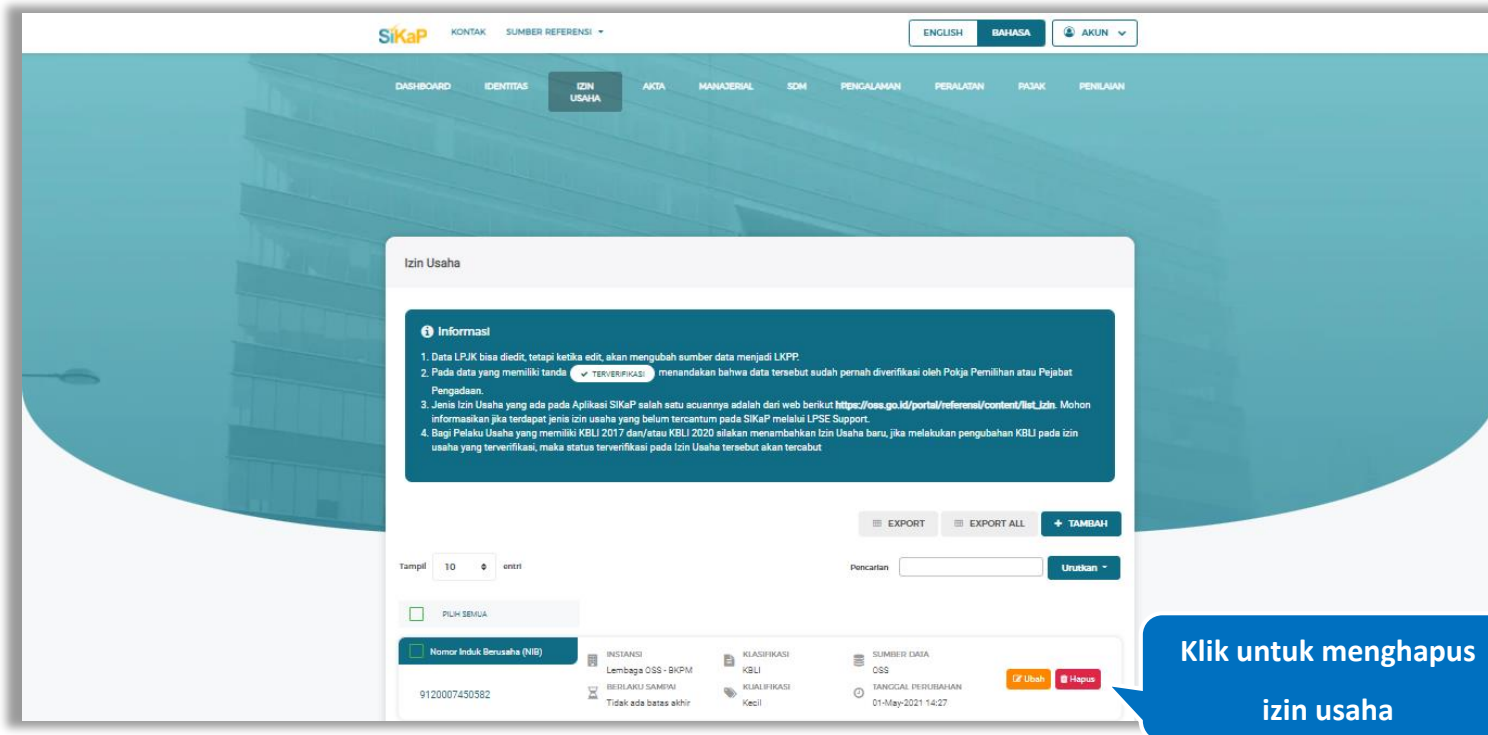 SiKaP KONTAK SUMBER REFERENSI ENGLISH BAHASA AKUN
DASHBOARD IDENTITAS IZIN USAHA AKTA MANAJERIAL SDM PENGALAMAN PERALATAN PAJAK PENILAIAN
Izin Usaha
Informasi
1. Data LPJK bisa diedit, tetapi ketika edit, akan mengubah sumber data menjadi LKPP.
2. Pada data yang memiliki tanda TERVERIFIKASI menandakan bahwa data tersebut sudah pernah diverifikasi oleh Pokja Pemilihan atau Pejabat
Pengadaan.
3. Jenis Izin Usaha yang ada pada Aplikasi SIKaP salah satu acuannya adalah dari web berikut https://oss.go.id/portal/referensi/content/list_izin. Mohon
informasikan jika terdapat jenis izin usaha yang belum tercantum pada SIKaP melalui LPSE Support.
4. Bagi Pelaku Usaha yang memiliki KBLI 2017 dan/atau KBLI 2020 silakan menambahkan Izin Usaha baru, jika melakukan pengubahan KBLI pada izin
usaha yang terverifikasi, maka status terverifikasi pada Izin Usaha tersebut akan tercabut
EXPORT EXPORT ALL + TAMBAH
Tampil 10 entri Pencarian Urutkan
PILIH SEMUA
Nomor Induk Berusaha (NIB) INSTANSI KLASIFIKASI SUMBER DATA
Lembaga OSS - BKPM KBLI OSS
Ubah Hapus
9120007450582 BERLAKU SAMPAI KUALIFIKASI TANGGAL PERUBAHAN
Tidak ada batas akhir Kecil 01-May-2021 14:27
Klik untuk menghapus
izin usaha